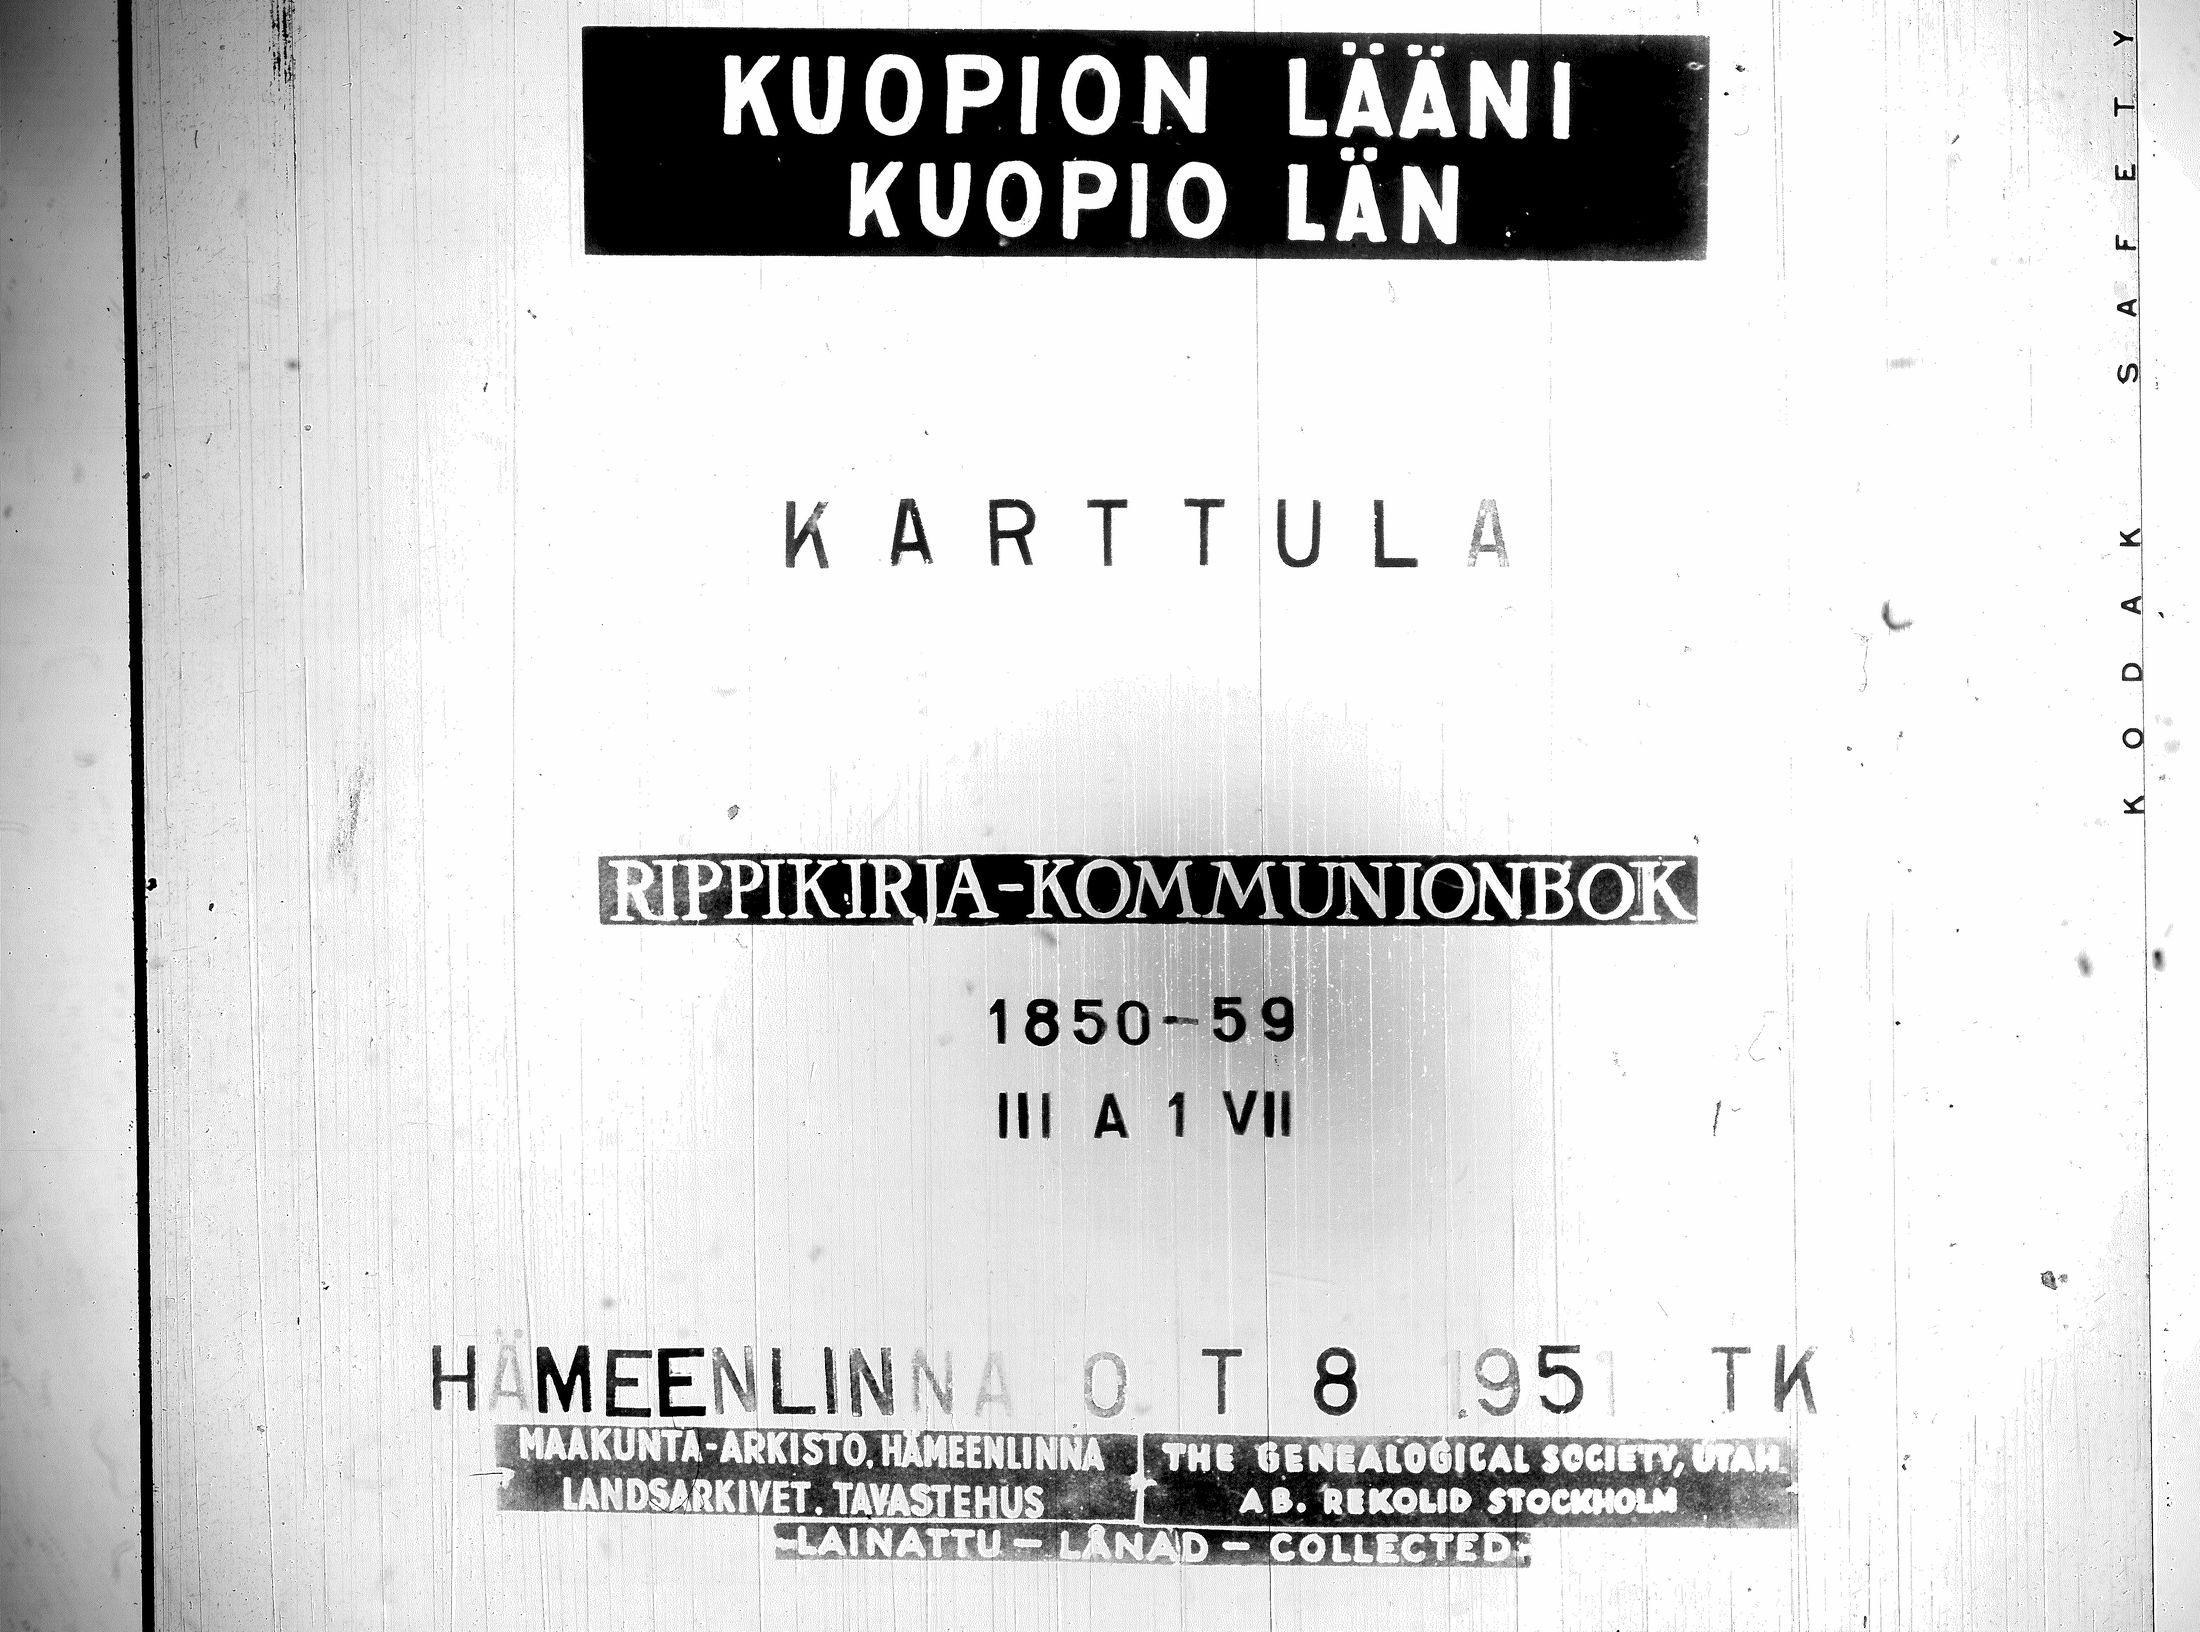 KUOPION LÄÄNI
KUOPIO LÄN
KARTTULA
RIPPIKIRJA-KOMMUNIONBOK
1850-59
III A 1 VII
HÄMEENLINNA O T 8 1951 TK
MAAKUNTA-ARKISTO, HÄMEENLINNA
LANDSARKIVET. TAVASTEHUS
THE GENEALOGICAL SOCIETY, UTAH
AB. REKOLID STOCKHOLM
-LAINATTU - LÅNAD - COLLECTED-
KODAK SAFETY